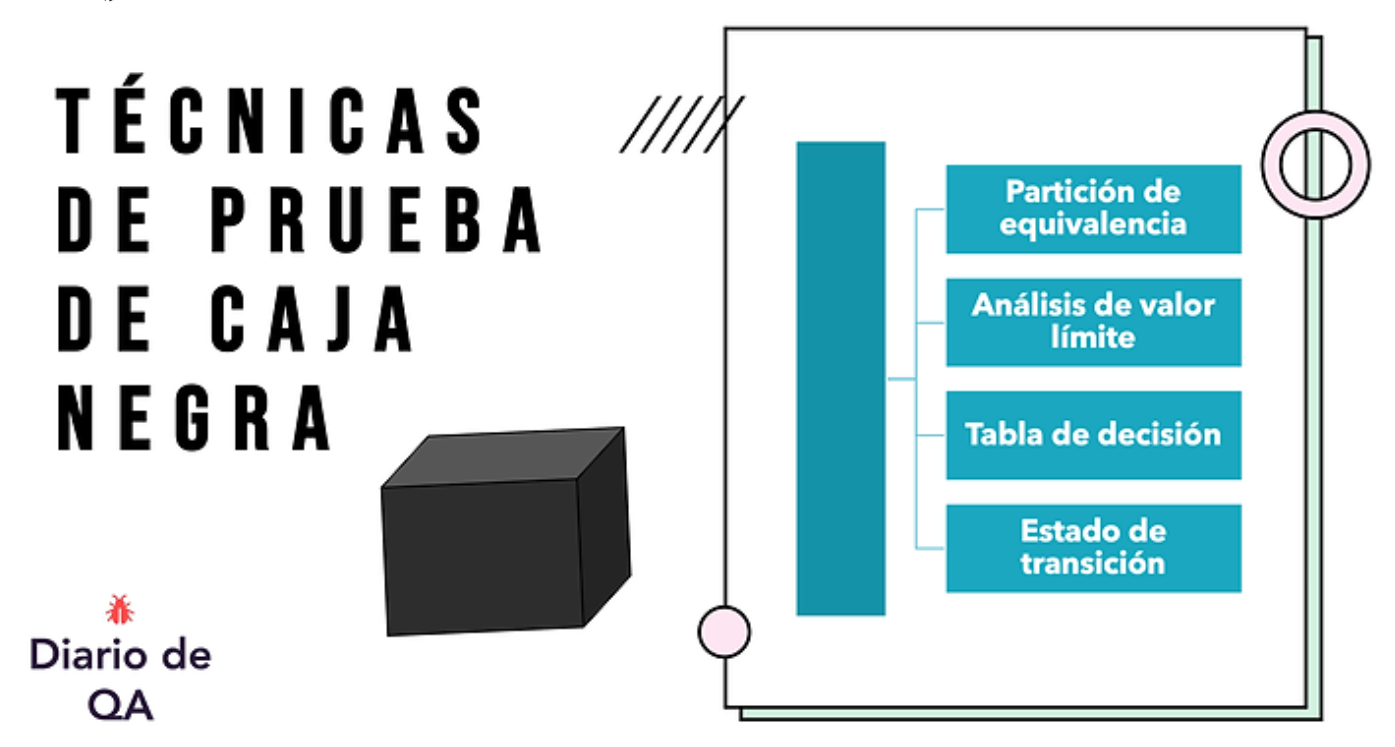 TÉCNICAS
DE PRUEBA
DE CAJA
NEGRA
Diario de
QA
Partición de
equivalencia
Análisis de valor
límite
Tabla de decisión
Estado de
transición